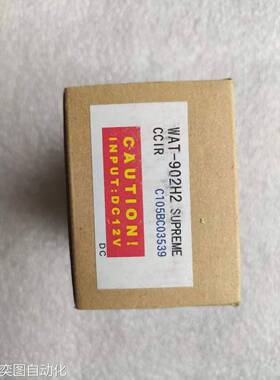 WAT-902H2 SUPREME
CCIR
C105BC03539
CAUTION!
INPUT:DC12V
DC
奕图自动化